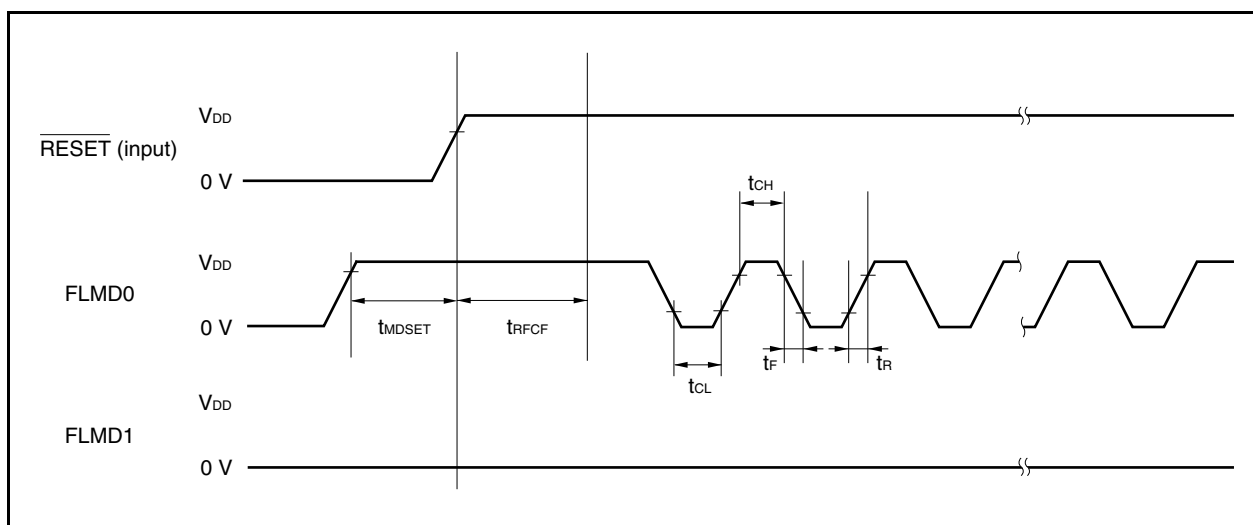 VDD
RESET (input)
0 V
tCH
VDD
FLMD0
0 V
tMDSET
tRFCF
tF
tR
tCL
VDD
FLMD1
0 V